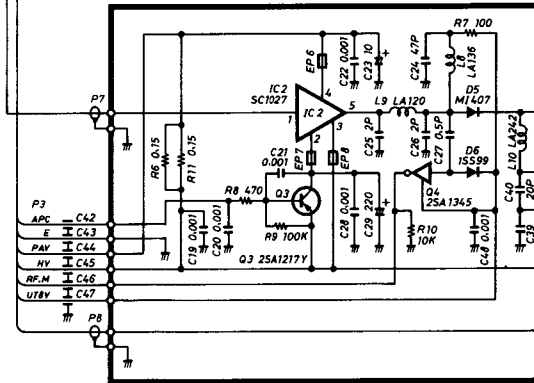 R7 100
C24 47P
L8
LA136
EP6
C22 0.001
C23 10
+
4
IC2
SC1027
IC 2
1
5
2
3
P7
L9 LA120
D5
MI407
LA242
L10
C25 2P
C26 2P
C27 0.5P
R6 0.15
R11 0.15
EP7
EP8
C21
0.001
D6
1SS99
C40
20P
P3
R8 470
Q3
Q4
2SA1345
APC
C42
E
C43
PAV
C44
HV
C45
RF.M
C46
UT8V
C47
C19 0.001
C20 0.001
R9 100K
C28 0.001
C29 220
+
R10
10K
C48 0.001
C39
Q3 2SA1217Y
P8